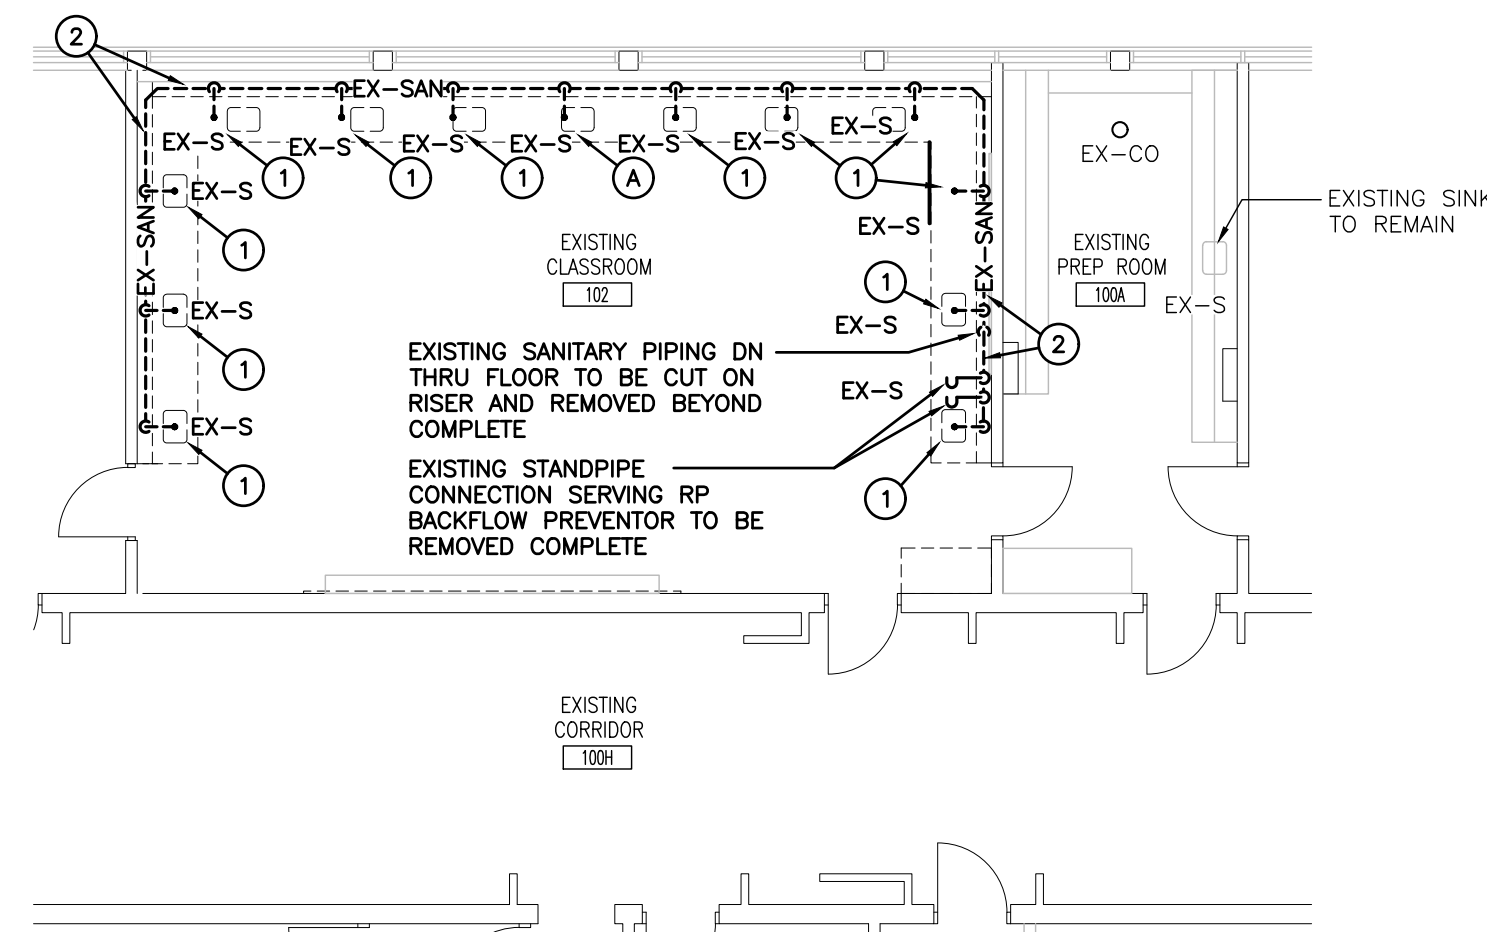 2
EX-SAN
EX-S
EX-S
EX-S
EX-S
EX-S
EX-S
EX-S
EX-CO
1
1
1
A
1
1
EX-S
EX-SAN
1
EX-S
EX-SAN
EXISTING SINK
TO REMAIN
EXISTING
CLASSROOM
102
EXISTING
PREP ROOM
100A
1
EX-S
EX-S
EX-S
1
2
EXISTING SANITARY PIPING DN
THRU FLOOR TO BE CUT ON
RISER AND REMOVED BEYOND
COMPLETE
EX-S
EX-S
1
1
EXISTING STANDPIPE
CONNECTION SERVING RP
BACKFLOW PREVENTOR TO BE
REMOVED COMPLETE
EXISTING
CORRIDOR
100H